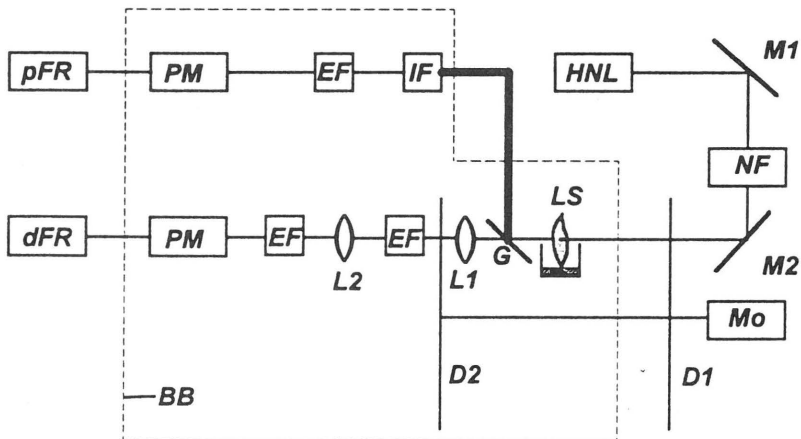 pFR PM EF IF HNL M1
NF
LS
dFR PM EF EF G
L2 L1 M2
Mo
D2 D1
BB